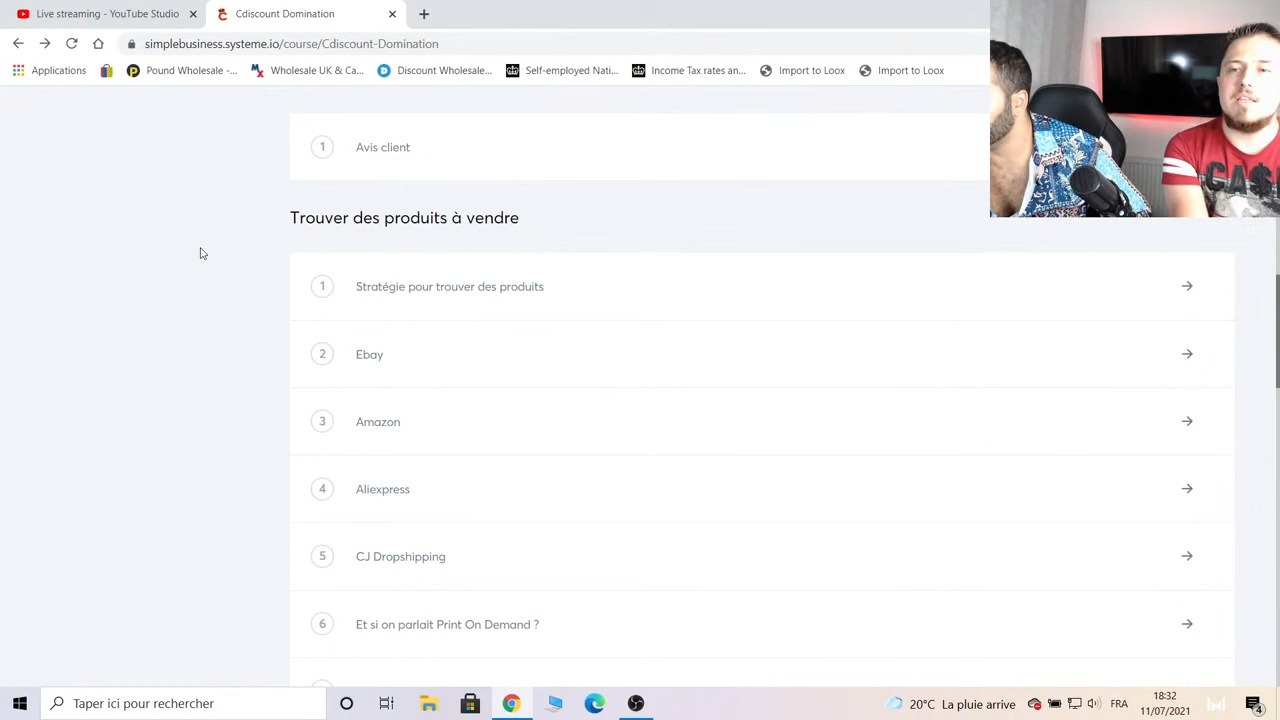 Live streaming - YouTube Studio
Cdiscount Domination
simplebusiness.systeme.io/course/Cdiscount-Domination
Applications
Pound Wholesale -...
Wholesale UK & Ca...
Discount Wholesale...
Self-employed Nati...
Income Tax rates an...
Import to Loox
Import to Loox
1 Avis client
Trouver des produits à vendre
1 Stratégie pour trouver des produits
2 Ebay
3 Amazon
4 Aliexpress
5 CJ Dropshipping
6 Et si on parlait Print On Demand ?
CA$H
Taper ici pour rechercher
20°C La pluie arrive
FRA
18:32
11/07/2021
4